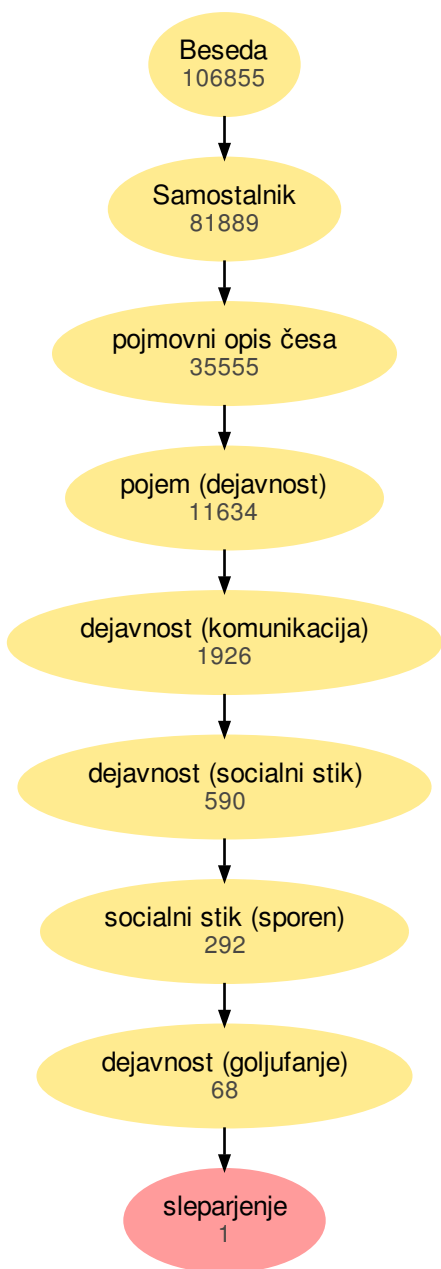 Beseda
106855
Samostalnik
81889
pojmovni opis česa
35555
pojem (dejavnost)
11634
dejavnost (komunikacija)
1926
dejavnost (socialni stik)
590
socialni stik (sporen)
292
dejavnost (goljufanje)
68
sleparjenje
1